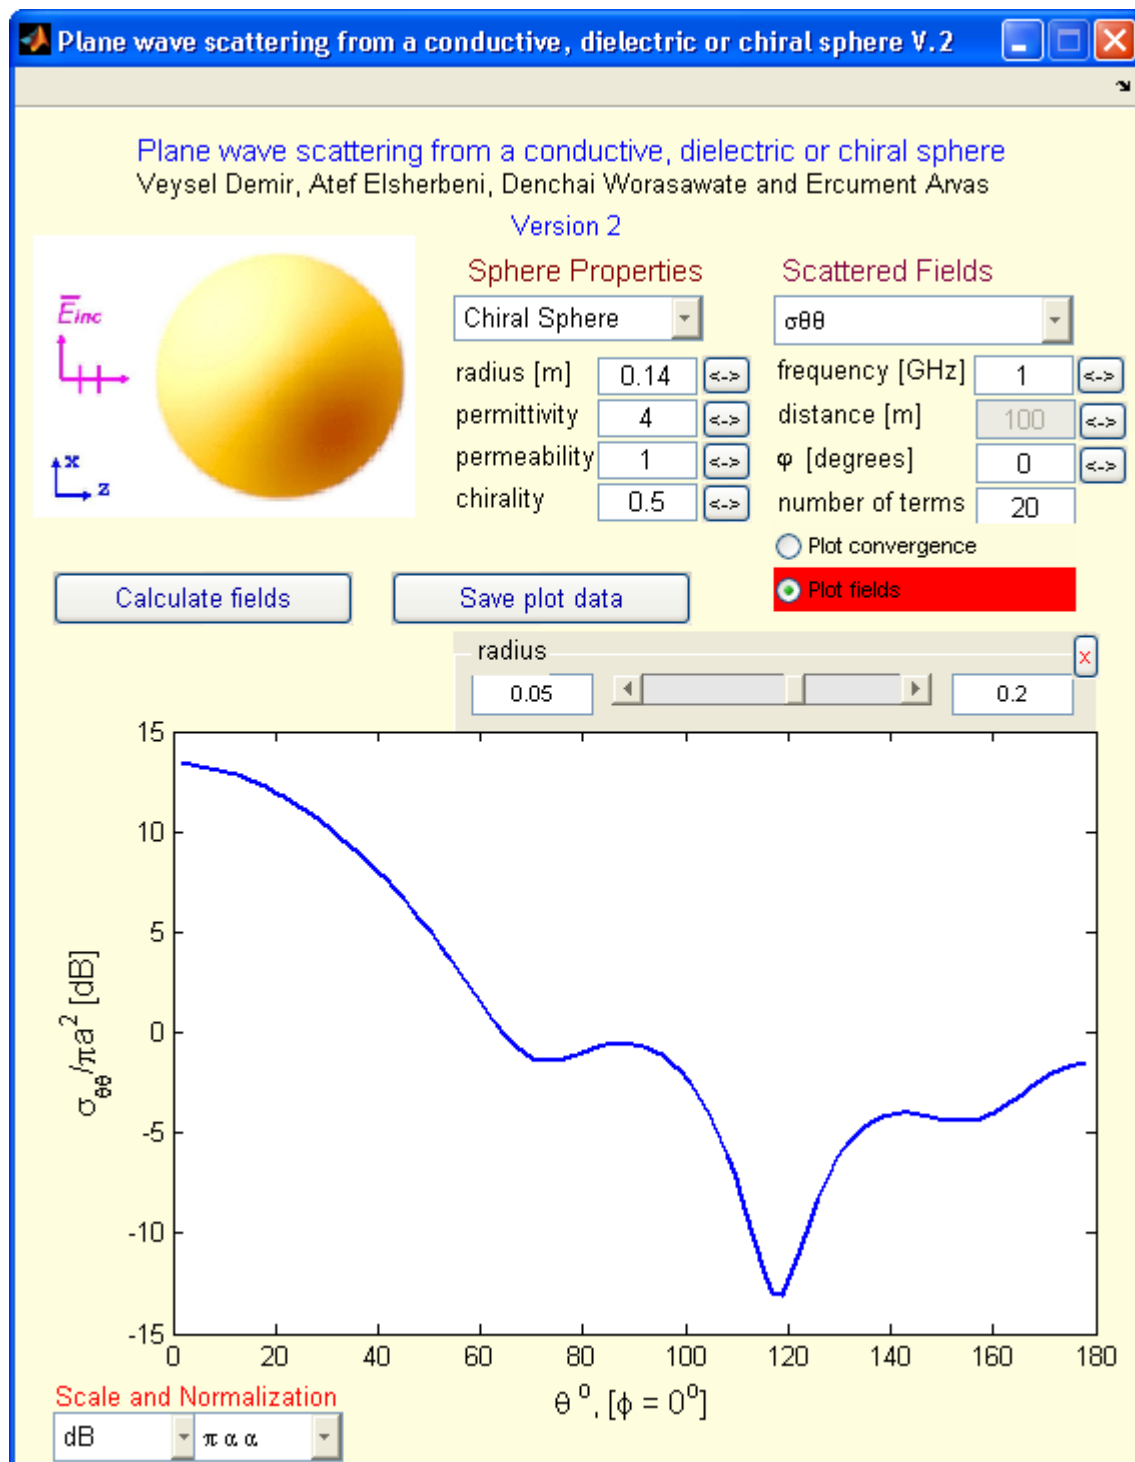 Plane wave scattering from a conductive, dielectric or chiral sphere V.2
Plane wave scattering from a conductive, dielectric or chiral sphere
Veysel Demir, Atef Elsherbeni, Denchai Worasawate and Ercument Arvas
Version 2
Sphere Properties
Scattered Fields
E̅inc
x
z
Chiral Sphere
σθθ
radius [m] 0.14 <->
frequency [GHz] 1 <->
permittivity 4 <->
distance [m] 100 <->
permeability 1 <->
φ [degrees] 0 <->
chirality 0.5 <->
number of terms 20
Plot convergence
Plot fields
Calculate fields
Save plot data
radius
x
0.05
0.2
15
10
5
0
-5
-10
-15
σθθ/πa² [dB]
0 20 40 60 80 100 120 140 160 180
θ⁰, [ϕ = 0⁰]
Scale and Normalization
dB
π α α